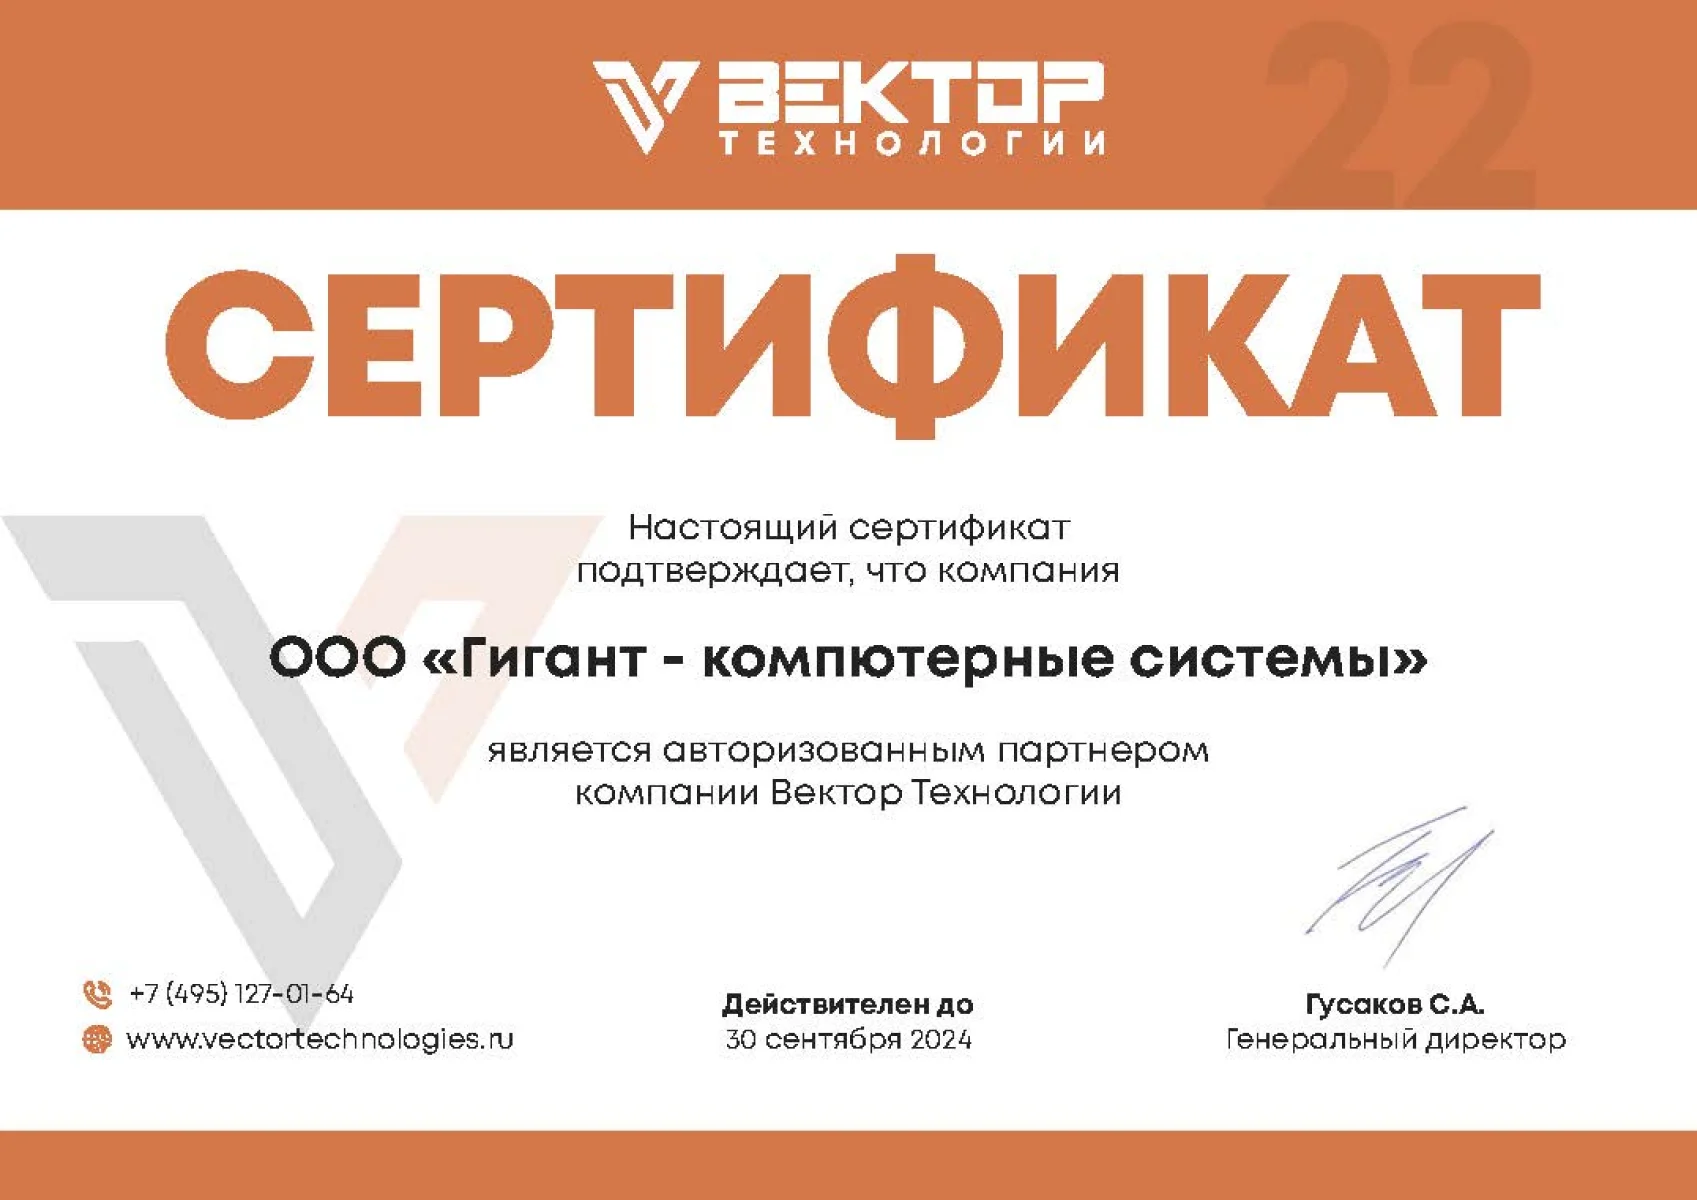 ВЕКТОР
ТЕХНОЛОГИИ
22
СЕРТИФИКАТ
Настоящий сертификат
подтверждает, что компания
ООО «Гигант - компютерные системы»
является авторизованным партнером
компании Вектор Технологии
+7 (495) 127-01-64
www.vectortechnologies.ru
Действителен до
30 сентября 2024
Гусаков С.А.
Генеральный директор